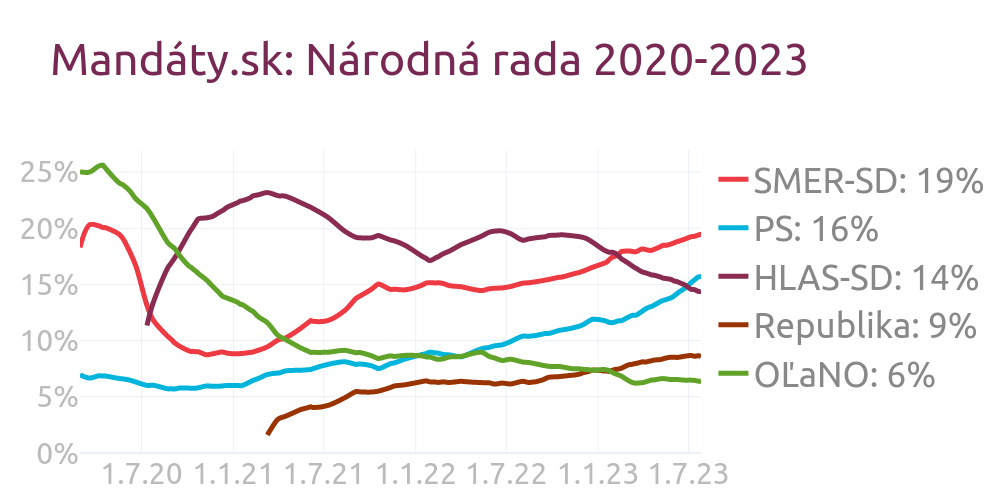 Mandáty.sk: Národná rada 2020-2023
25%
20%
15%
10%
5%
0%
1.7.20 1.1.21 1.7.21 1.1.22 1.7.22 1.1.23 1.7.23
SMER-SD: 19%
PS: 16%
HLAS-SD: 14%
Republika: 9%
OĽaNO: 6%